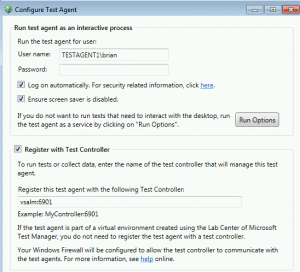 Configure Test Agent
Run test agent as an interactive process
Run the test agent for user:
User name: TESTAGENT1\brian
Password:
Log on automatically. For security related information, click here.
Ensure screen saver is disabled.
If you do not want to run tests that need to interact with the desktop, run
the test agent as a service by clicking on "Run Options".
Run Options
Register with Test Controller
To run tests or collect data, enter the name of the test controller that will manage this test
agent.
Register this test agent with the following Test Controller:
vsalm:6901
Example: MyController:6901
If the test agent is part of a virtual environment created using the Lab Center of Microsoft
Test Manager, you do not need to register the test agent with a test controller.
Your Windows Firewall will be configured to allow the test controller to communicate with
the test agents. For more information, see help online.